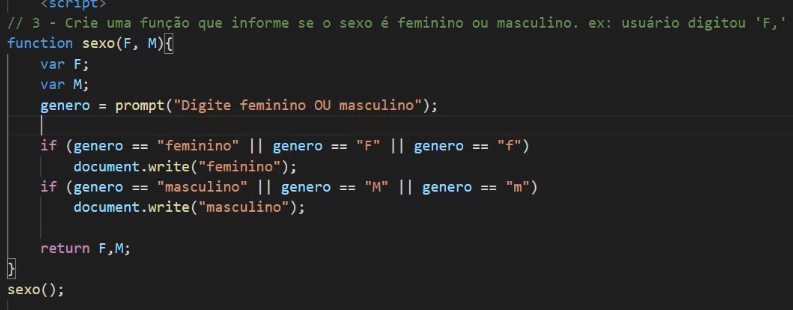 <script>
// 3 - Crie uma função que informe se o sexo é feminino ou masculino. ex: usuário digitou 'F,'
function sexo(F, M){
    var F;
    var M;
    genero = prompt("Digite feminino OU masculino");
    if (genero == "feminino" || genero == "F" || genero == "f")
        document.write("feminino");
    if (genero == "masculino" || genero == "M" || genero == "m")
        document.write("masculino");
    return F,M;
}
sexo();